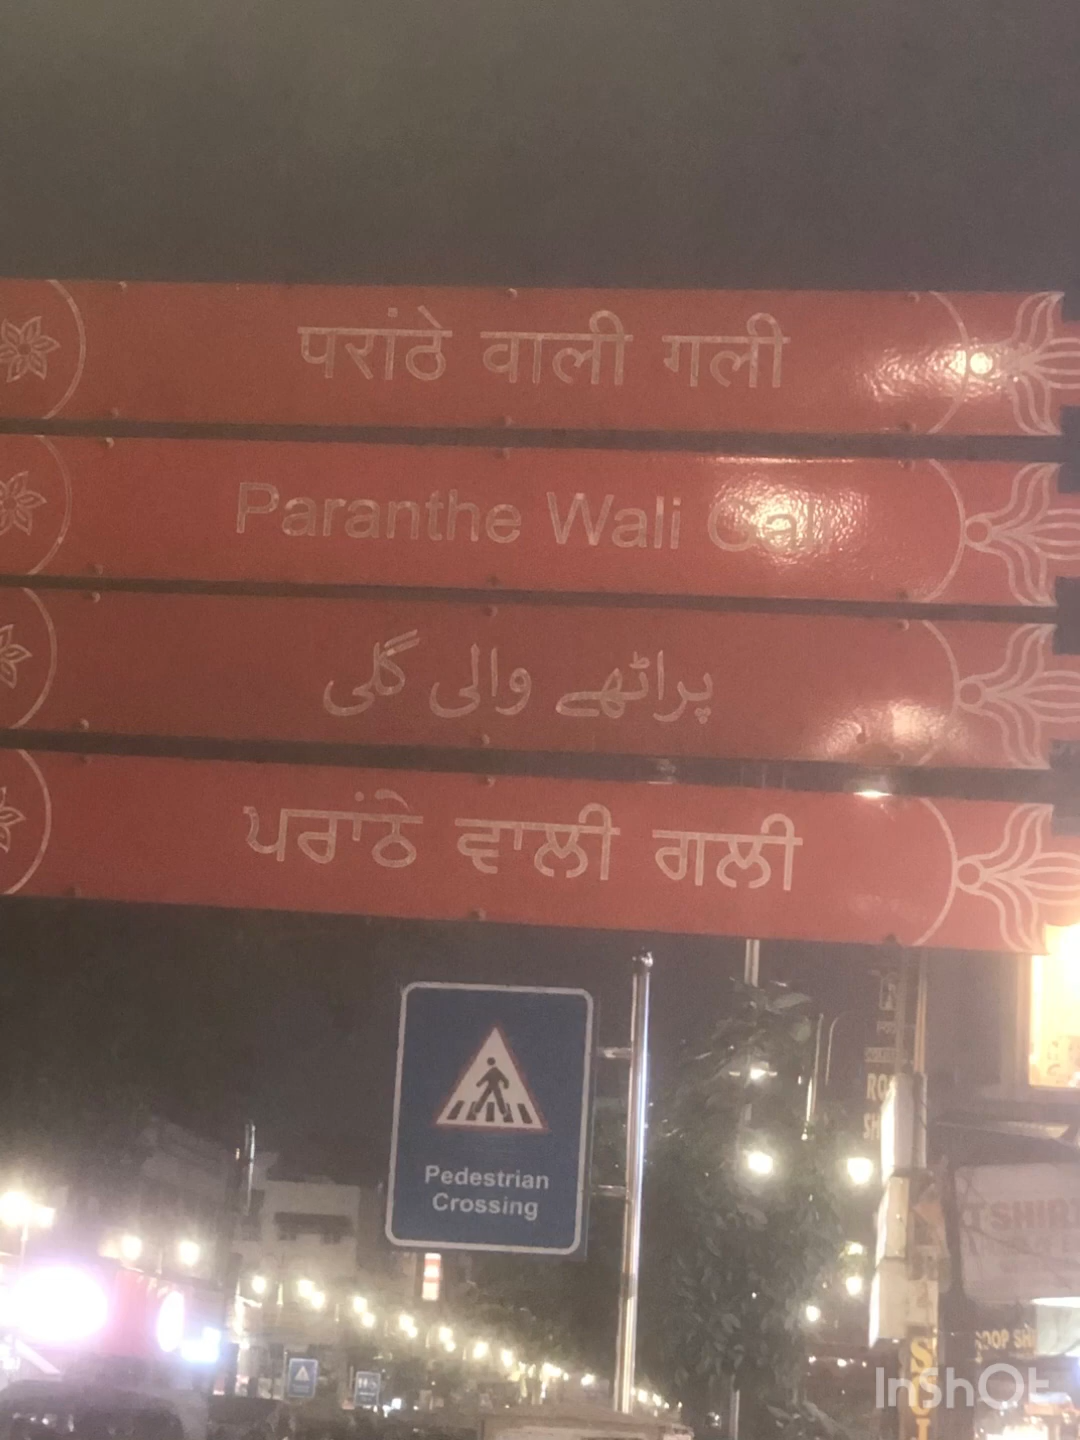 परांठे वाली गली
Paranthe Wali Gali
پراٹھے والی گلی
ਪਰਾਂਠੇ ਵਾਲੀ ਗਲੀ
Pedestrian
Crossing
InShOt